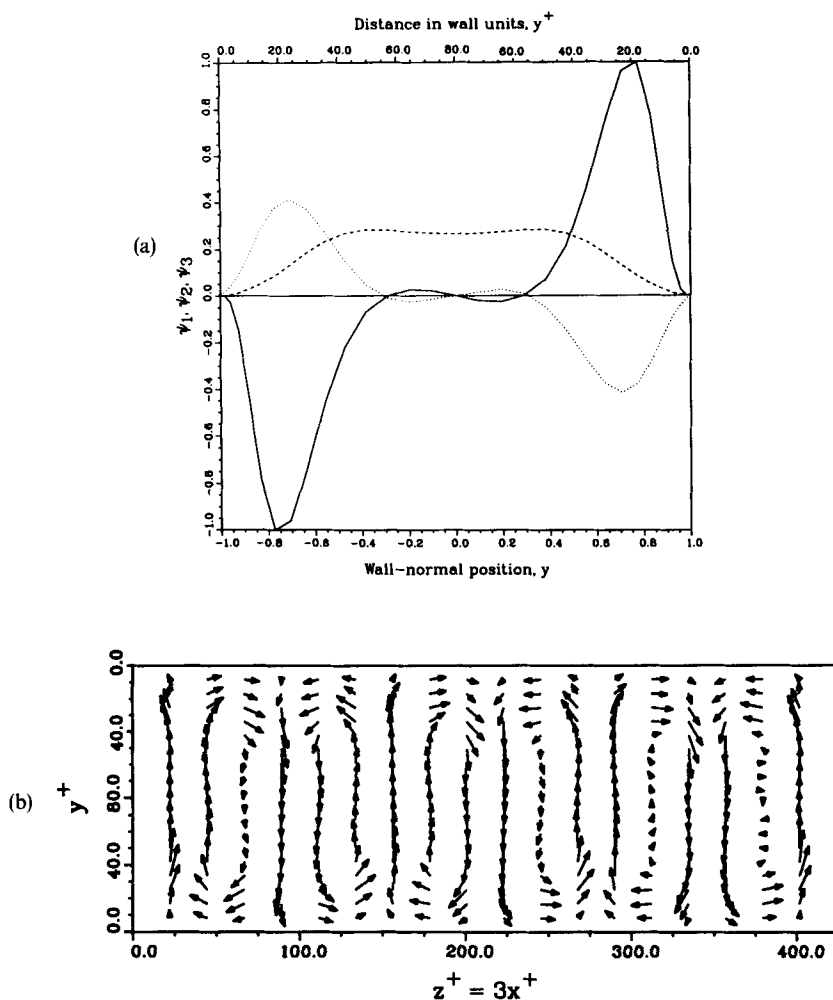 Distance in wall units, y+
0.0 20.0 40.0 60.0 80.0 60.0 40.0 20.0 0.0
(a)
ψ1, ψ2, ψ3
1.0
0.8
0.6
0.4
0.2
0.0
-0.2
-0.4
-0.6
-0.8
-1.0
-1.0 -0.8 -0.6 -0.4 -0.2 0.0 0.2 0.4 0.6 0.8 1.0
Wall-normal position, y
(b)
y+
0.0
40.0
80.0
40.0
0.0
0.0 100.0 200.0 300.0 400.0
z+ = 3x+